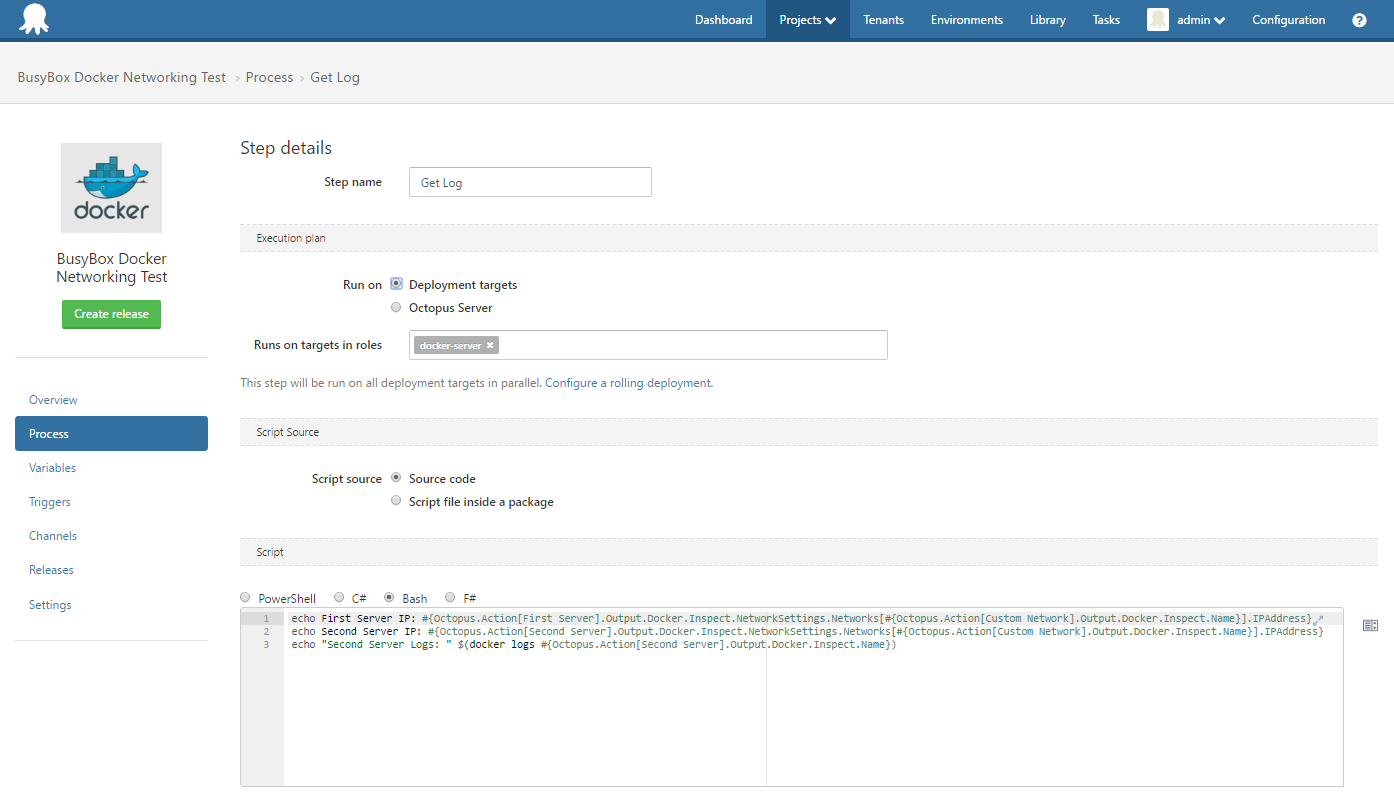 Dashboard Projects Tenants Environments Library Tasks admin Configuration ?
BusyBox Docker Networking Test › Process › Get Log
docker
BusyBox Docker
Networking Test
Create release
Overview
Process
Variables
Triggers
Channels
Releases
Settings
Step details
Step name Get Log
Execution plan
Run on Deployment targets
Octopus Server
Runs on targets in roles docker-server ×
This step will be run on all deployment targets in parallel. Configure a rolling deployment.
Script Source
Script source Source code
Script file inside a package
Script
PowerShell C# Bash F#
1 echo First Server IP: #{Octopus.Action[First Server].Output.Docker.Inspect.NetworkSettings.Networks[#{Octopus.Action[Custom Network].Output.Docker.Inspect.Name}].IPAddress}
2 echo Second Server IP: #{Octopus.Action[Second Server].Output.Docker.Inspect.NetworkSettings.Networks[#{Octopus.Action[Custom Network].Output.Docker.Inspect.Name}].IPAddress}
3 echo "Second Server Logs: " $(docker logs #{Octopus.Action[Second Server].Output.Docker.Inspect.Name})